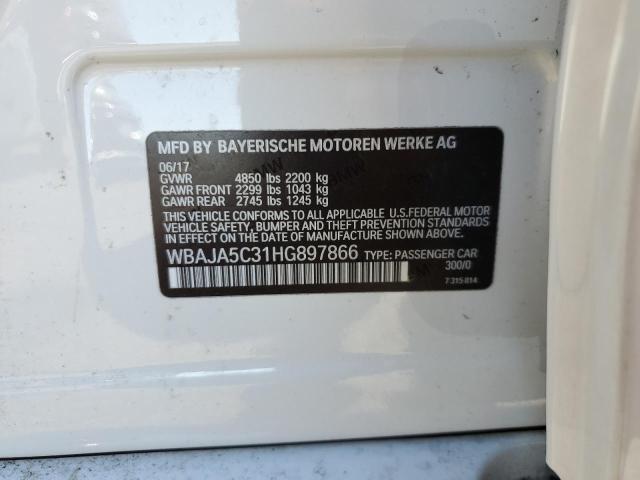 MFD BY BAYERISCHE MOTOREN WERKE AG
06/17
GVWR 4850 lbs 2200 kg
GAWR FRONT 2299 lbs 1043 kg
GAWR REAR 2745 lbs 1245 kg
THIS VEHICLE CONFORMS TO ALL APPLICABLE U.S.FEDERAL MOTOR
VEHICLE SAFETY, BUMPER AND THEFT PREVENTION STANDARDS
IN EFFECT ON THE DATE OF MANUFACTURE SHOWN ABOVE.
WBAJA5C31HG897866 TYPE: PASSENGER CAR
300/0
7 315 814